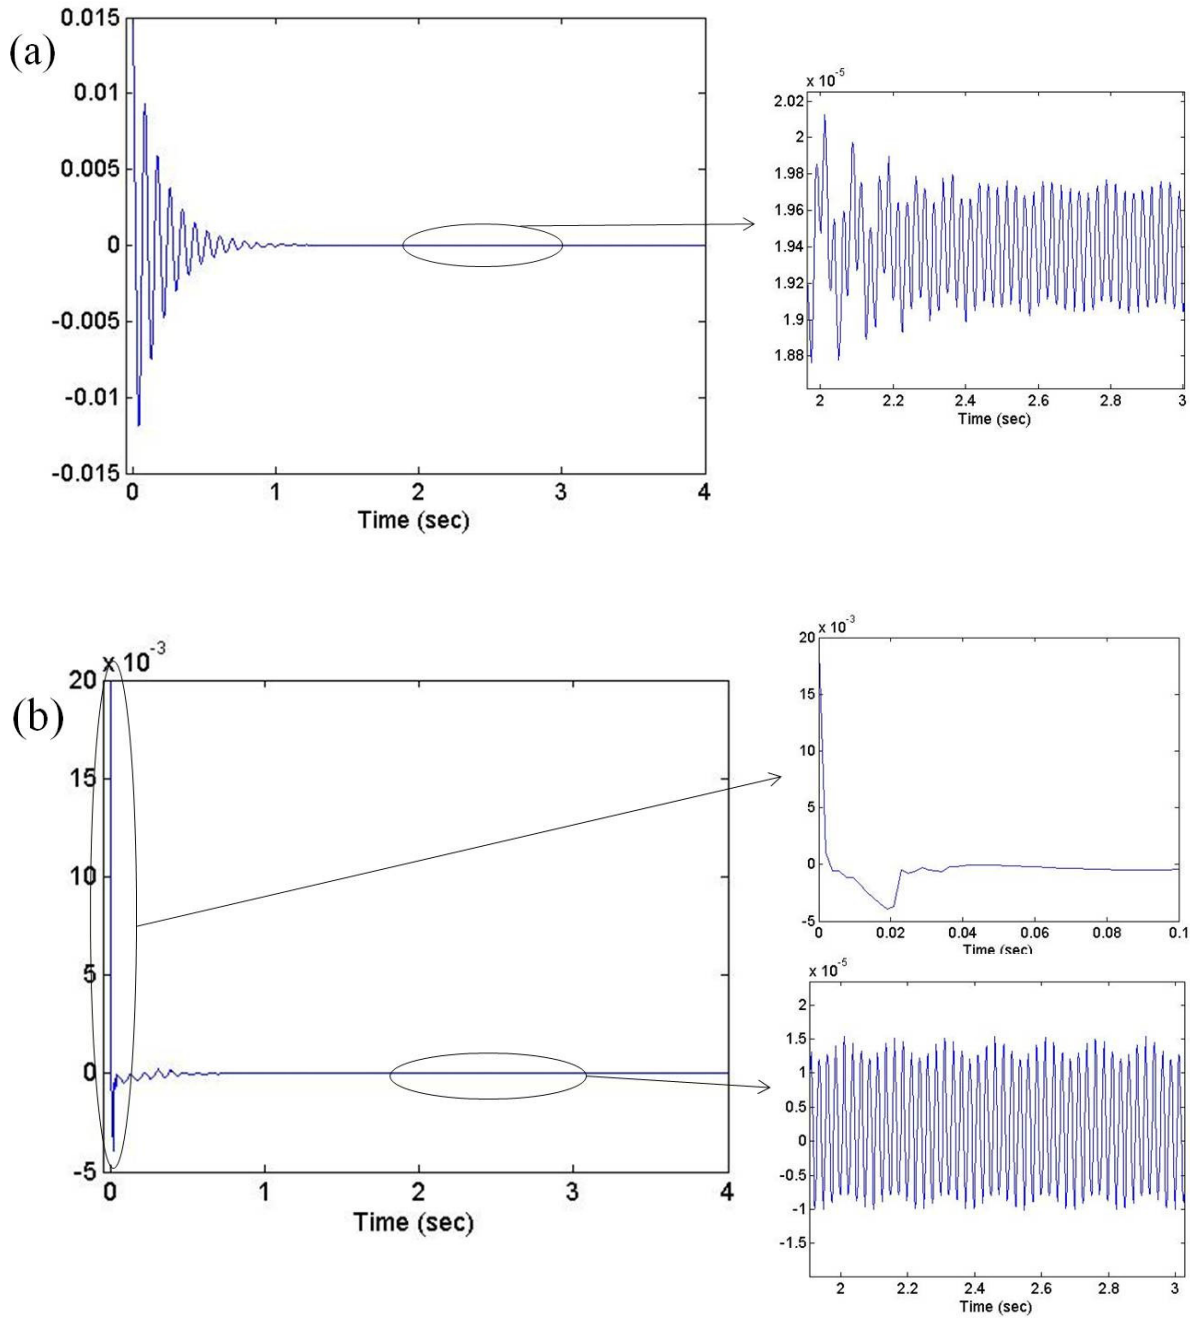 (a)
0.015
0.01
0.005
0
-0.005
-0.01
-0.015
0 1 2 3 4
Time (sec)
x 10-5
2.02
2
1.98
1.96
1.94
1.92
1.9
1.88
2 2.2 2.4 2.6 2.8 3
Time (sec)
(b)
x 10-3
20
15
10
5
0
-5
0 1 2 3 4
Time (sec)
x 10-3
20
15
10
5
0
-5
0 0.02 0.04 0.06 0.08 0.1
Time (sec)
x 10-5
2
1.5
1
0.5
0
-0.5
-1
-1.5
2 2.2 2.4 2.6 2.8 3
Time (sec)